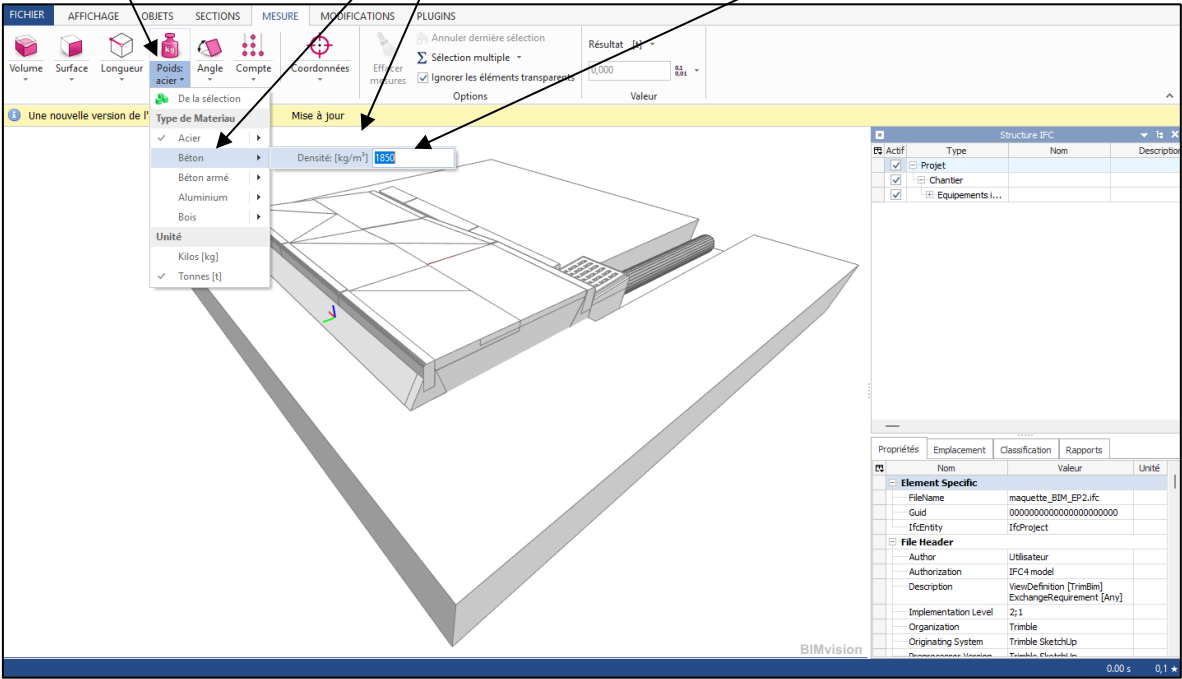 FICHIER AFFICHAGE OBJETS SECTIONS MESURE MODIFICATIONS PLUGINS
Annuler dernière sélection
Résultat [t]
Sélection multiple
Volume Surface Longueur Poids: acier Angle Compte Coordonnées Effacer mesures
0,000
0,1
0,01
Ignorer les éléments transparents
Options Valeur
De la sélection
Une nouvelle version de l'
Type de Materiau
Mise à jour
Acier
Béton
Densité: [kg/m³] 1850
Béton armé
Aluminium
Bois
Unité
Kilos [kg]
Tonnes [t]
Structure IFC
Actif Type Nom Description
Projet
Chantier
Equipements i...
Propriétés Emplacement Classification Rapports
Nom Valeur Unité
Element Specific
FileName maquette_BIM_EP2.ifc
Guid 0000000000000000000000
IfcEntity IfcProject
File Header
Author Utilisateur
Authorization IFC4 model
Description ViewDefinition [TrimBim]
ExchangeRequirement [Any]
Implementation Level 2;1
Organization Trimble
Originating System Trimble SketchUp
Preprocessor Version Trimble SketchUp
BIMvision
0.00 s 0,1